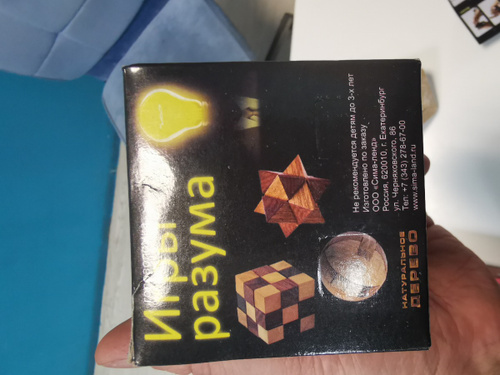 Игры
разума
Не рекомендуется детям до 3-х лет
Изготовлено по заказу
ООО «Сима-ленд»
Россия, 620010, г. Екатеринбург
ул. Черняховского, 86
Тел: +7 (343) 278-67-00
www.sima-land.ru
НАТУРАЛЬНОЕ
ДЕРЕВО